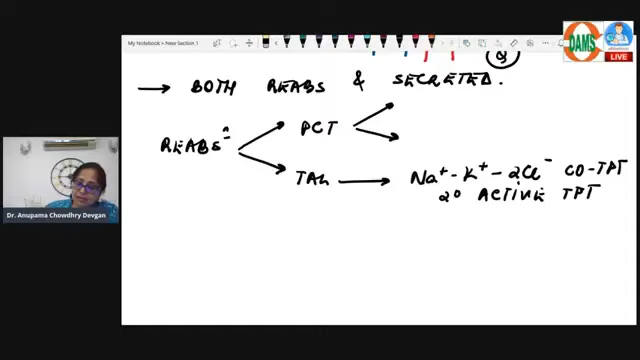 My Notebook > New Section 1
DAMS
LIVE
→ BOTH REABS & SECRETED.
REABSⁿ
PCT
TAL → Na⁺ - K⁺ - 2Cl⁻ CO-TPT
2° ACTIVE TPT
Dr. Anupama Chowdhry Devgan